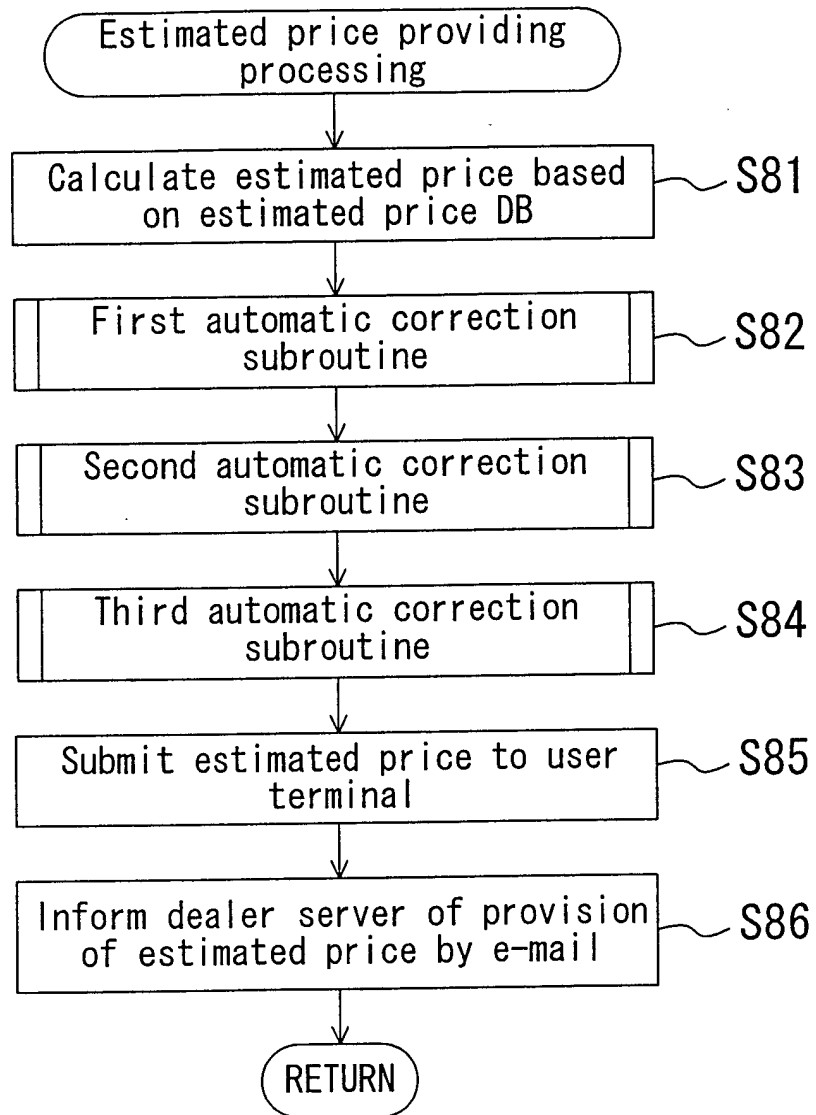 Estimated price providing
processing
Calculate estimated price based
on estimated price DB
S81
First automatic correction
subroutine
S82
Second automatic correction
subroutine
S83
Third automatic correction
subroutine
S84
Submit estimated price to user
terminal
S85
Inform dealer server of provision
of estimated price by e-mail
S86
RETURN